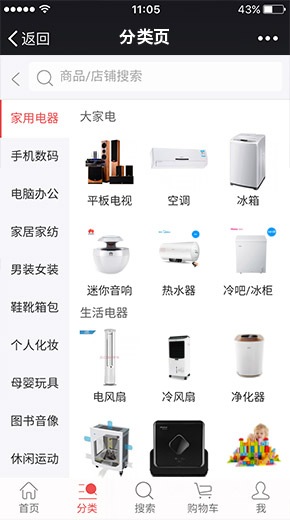 11:05
43%
返回
分类页
商品/店铺搜索
家用电器
手机数码
电脑办公
家居家纺
男装女装
鞋靴箱包
个人化妆
母婴玩具
图书音像
休闲运动
大家电
平板电视
空调
冰箱
迷你音响
热水器
冷吧/冰柜
生活电器
电风扇
冷风扇
净化器
首页
分类
搜索
购物车
我